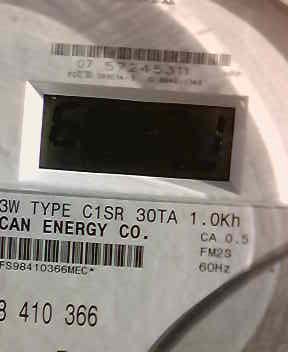 07 57245311
3W TYPE C1SR 30TA 1.0Kh
CAN ENERGY CO.
CA 0.5
FM2S
60Hz
FS98410366MEC*
8 410 366